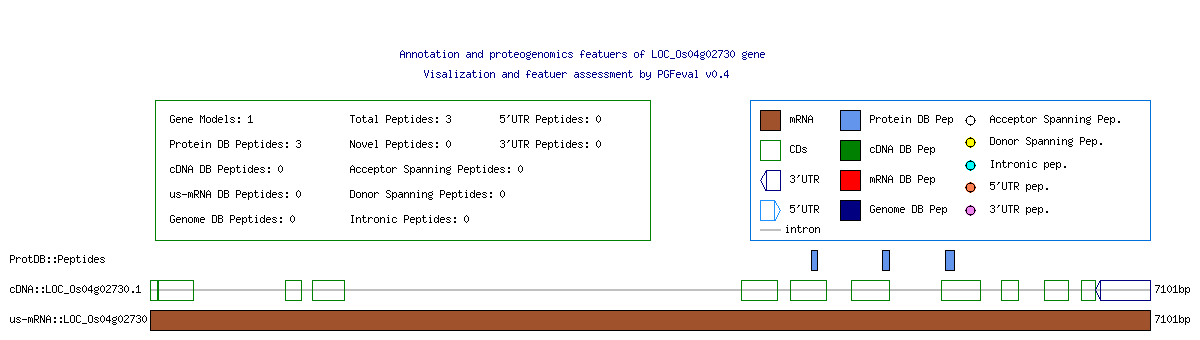 Annotation and proteogenomics featuers of LOC_Os04g02730 gene
Visalization and featuer assessment by PGFeval v0.4
Gene Models: 1 Total Peptides: 3 5'UTR Peptides: 0
Protein DB Peptides: 3 Novel Peptides: 0 3'UTR Peptides: 0
cDNA DB Peptides: 0 Acceptor Spanning Peptides: 0
us-mRNA DB Peptides: 0 Donor Spanning Peptides: 0
Genome DB Peptides: 0 Intronic Peptides: 0
mRNA Protein DB Pep Acceptor Spanning Pep.
CDs cDNA DB Pep Donor Spanning Pep.
3'UTR mRNA DB Pep Intronic pep.
5'UTR Genome DB Pep 5'UTR pep.
intron 3'UTR pep.
ProtDB::Peptides
cDNA::LOC_Os04g02730.1 7101bp
us-mRNA::LOC_Os04g02730 7101bp